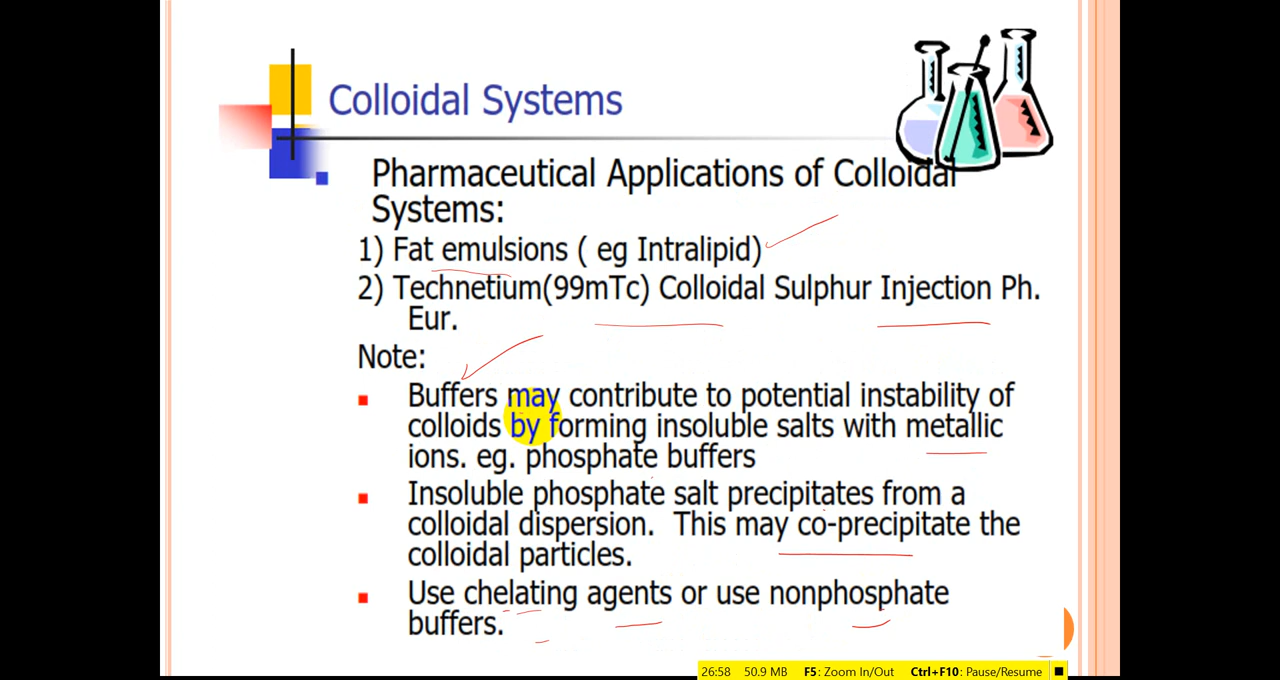 Colloidal Systems
Pharmaceutical Applications of Colloidal
Systems:
1) Fat emulsions ( eg Intralipid)
2) Technetium(99mTc) Colloidal Sulphur Injection Ph.
Eur.
Note:
Buffers may contribute to potential instability of
colloids by forming insoluble salts with metallic
ions. eg. phosphate buffers
Insoluble phosphate salt precipitates from a
colloidal dispersion. This may co-precipitate the
colloidal particles.
Use chelating agents or use nonphosphate
buffers.
26:58 50.9 MB F5: Zoom In/Out Ctrl+F10: Pause/Resume